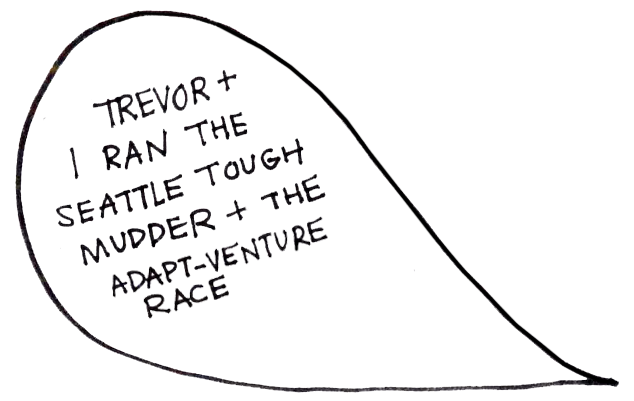 TREVOR +
I RAN THE
SEATTLE TOUGH
MUDDER + THE
ADAPT-VENTURE
RACE